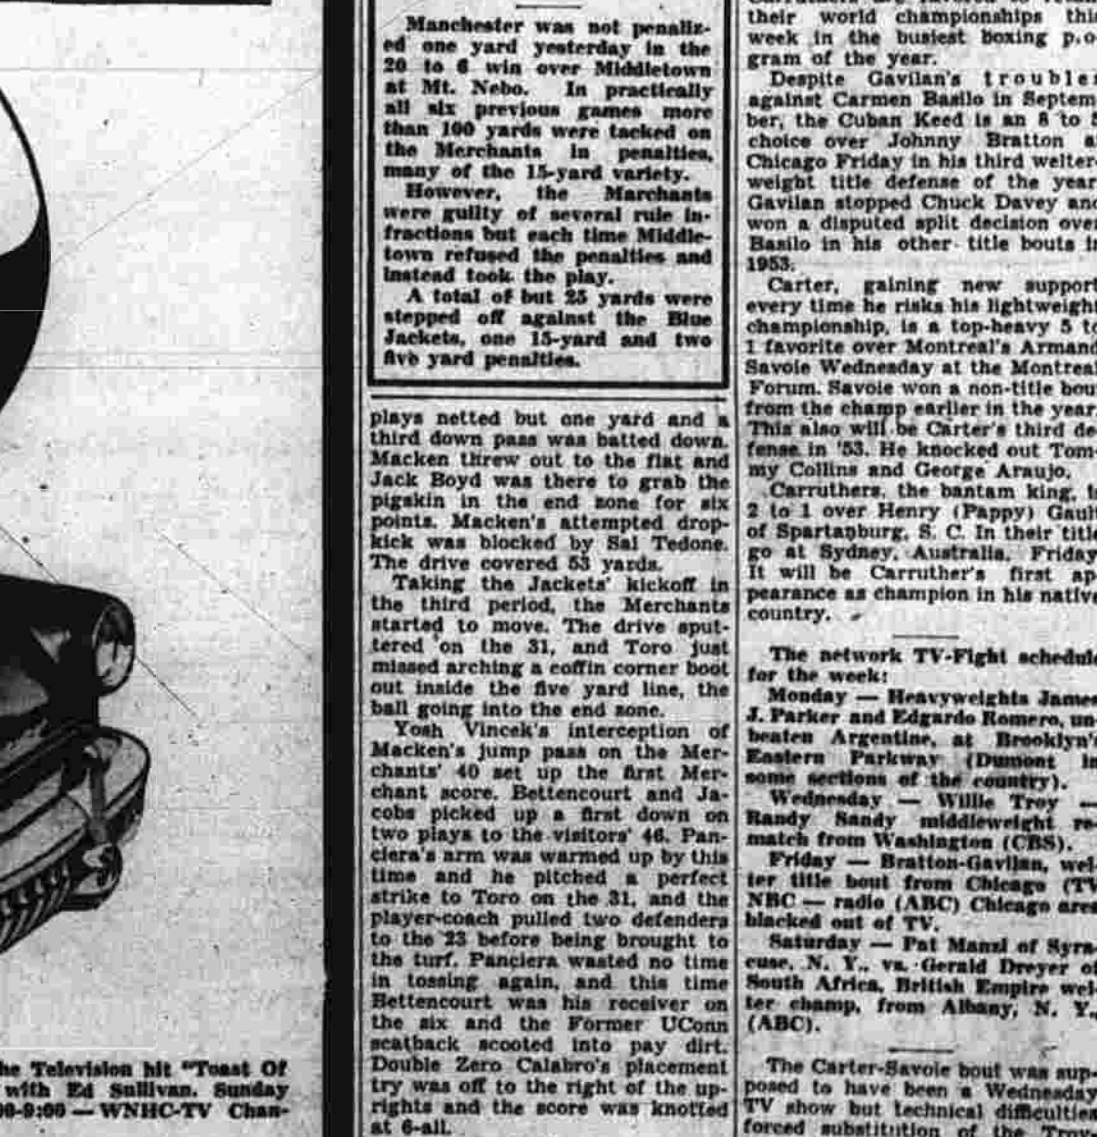 Manchester was not penaliz-
ed one yard yesterday in the
20 to 6 win over Middletown
at Mt. Nebo. In practically
all six previous games more
than 100 yards were tacked on
the Merchants in penalties,
many of the 15-yard variety.
However, the Marchants
were guilty of several rule in-
fractions but each time Middle-
town refused the penalties and
instead took the play.
A total of but 25 yards were
stepped off against the Blue
Jackets, one 15-yard and two
five yard penalties.
plays netted but one yard and a
third down pass was batted down.
Macken threw out to the flat and
Jack Boyd was there to grab the
pigskin in the end zone for six
points. Macken's attempted drop-
kick was blocked by Sal Tedone.
The drive covered 53 yards.
Taking the Jackets' kickoff in
the third period, the Merchants
started to move. The drive sput-
tered on the 31, and Toro just
missed arching a coffin corner boot
out inside the five yard line, the
ball going into the end zone.
Yosh Vincek's interception of
Macken's jump pass on the Mer-
chants' 40 set up the first Mer-
chant score. Bettencourt and Ja-
cobs picked up a first down on
two plays to the visitors' 46. Pan-
ciera's arm was warmed up by this
time and he pitched a perfect
strike to Toro on the 31, and the
player-coach pulled two defenders
to the 23 before being brought to
the turf. Panciera wasted no time
in tossing again, and this time
Bettencourt was his receiver on
the six and the Former UConn
scatback scooted into pay dirt.
Double Zero Calabro's placement
try was off to the right of the up-
rights and the score was knotted
at 6-all.
their world championships this
week in the busiest boxing p.o-
gram of the year.
Despite Gavilan's troubles
against Carmen Basilo in Septem-
ber, the Cuban Keed is an 8 to 5
choice over Johnny Bratton at
Chicago Friday in his third welter-
weight title defense of the year.
Gavilan stopped Chuck Davey and
won a disputed split decision over
Basilo in his other title bouts in
1953.
Carter, gaining new support
every time he risks his lightweight
championship, is a top-heavy 5 to
1 favorite over Montreal's Armand
Savoie Wednesday at the Montreal
Forum. Savoie won a non-title bout
from the champ earlier in the year.
This also will be Carter's third de-
fense in '53. He knocked out Tom-
my Collins and George Araujo.
Carruthers, the bantam king, is
2 to 1 over Henry (Pappy) Gault
of Spartanburg, S. C. In their title
go at Sydney, Australia, Friday.
It will be Carruther's first ap-
pearance as champion in his native
country.
The network TV-Fight schedule
for the week:
Monday — Heavyweights James
J. Parker and Edgardo Romero, un-
beaten Argentine, at Brooklyn's
Eastern Parkway (Dumont in
some sections of the country).
Wednesday — Willie Troy —
Randy Sandy middleweight re-
match from Washington (CBS).
Friday — Bratton-Gavilan, wel-
ter title bout from Chicago (TV
NBC — radio (ABC) Chicago area
blacked out of TV.
Saturday — Pat Manzi of Syra-
cuse, N. Y., vs. Gerald Dreyer of
South Africa, British Empire wel-
ter champ, from Albany, N. Y.,
(ABC).
The Carter-Savoie bout was sup-
posed to have been a Wednesday
TV show but technical difficulties
forced substitution of the Troy-
he Television hit "Toast Of
with Ed Sullivan. Sunday
00-9:00 — WNHC-TV Chan-